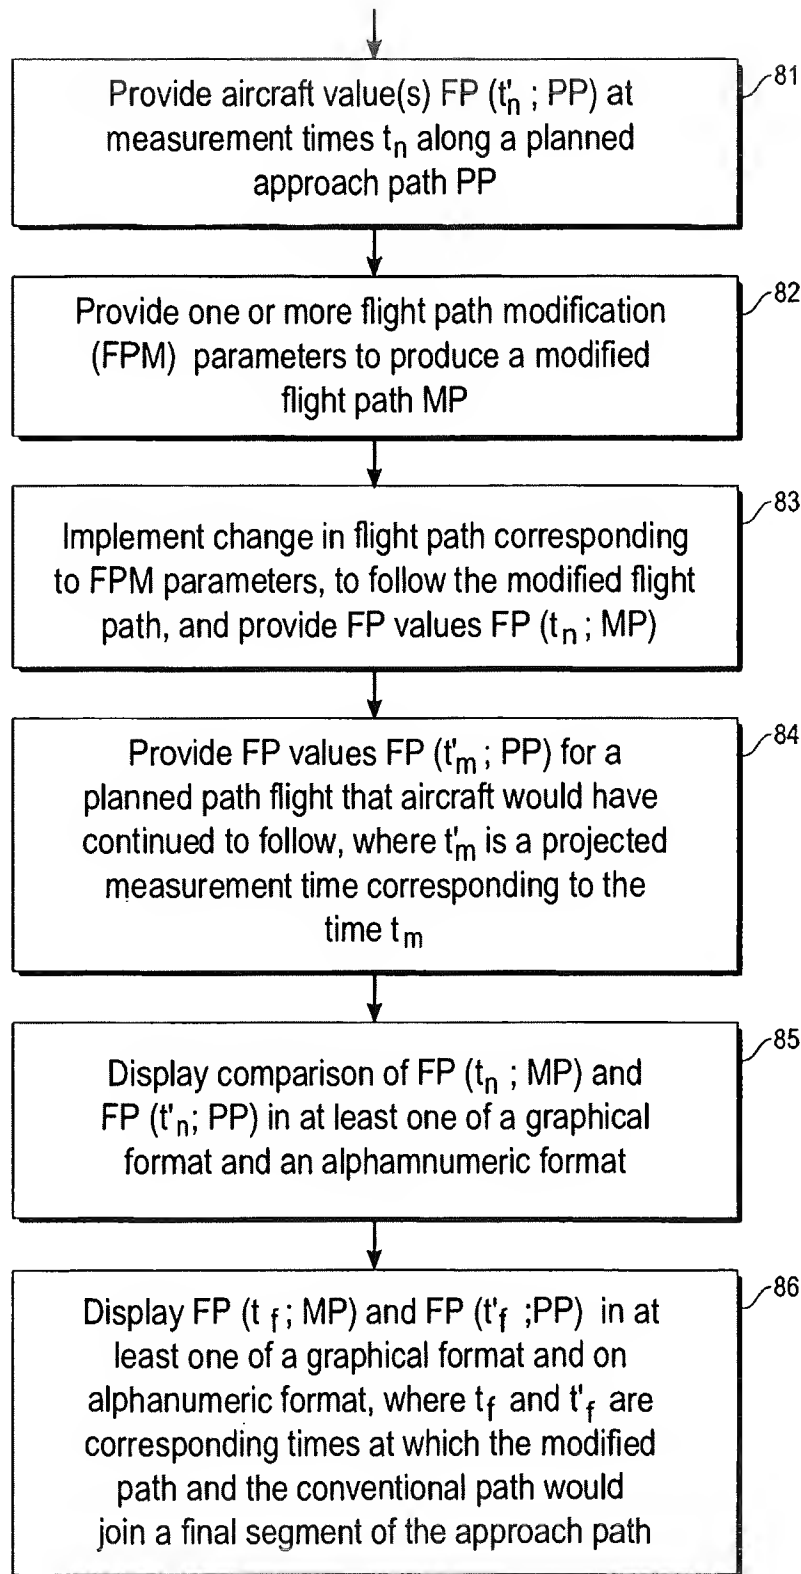 81
Provide aircraft value(s) FP (t'n ; PP) at
measurement times tn along a planned
approach path PP
82
Provide one or more flight path modification
(FPM) parameters to produce a modified
flight path MP
83
Implement change in flight path corresponding
to FPM parameters, to follow the modified flight
path, and provide FP values FP (tn ; MP)
84
Provide FP values FP (t'm ; PP) for a
planned path flight that aircraft would have
continued to follow, where t'm is a projected
measurement time corresponding to the
time tm
85
Display comparison of FP (tn ; MP) and
FP (t'n; PP) in at least one of a graphical
format and an alphamnumeric format
86
Display FP (t f ; MP) and FP (t'f ;PP) in at
least one of a graphical format and on
alphanumeric format, where tf and t'f are
corresponding times at which the modified
path and the conventional path would
join a final segment of the approach path